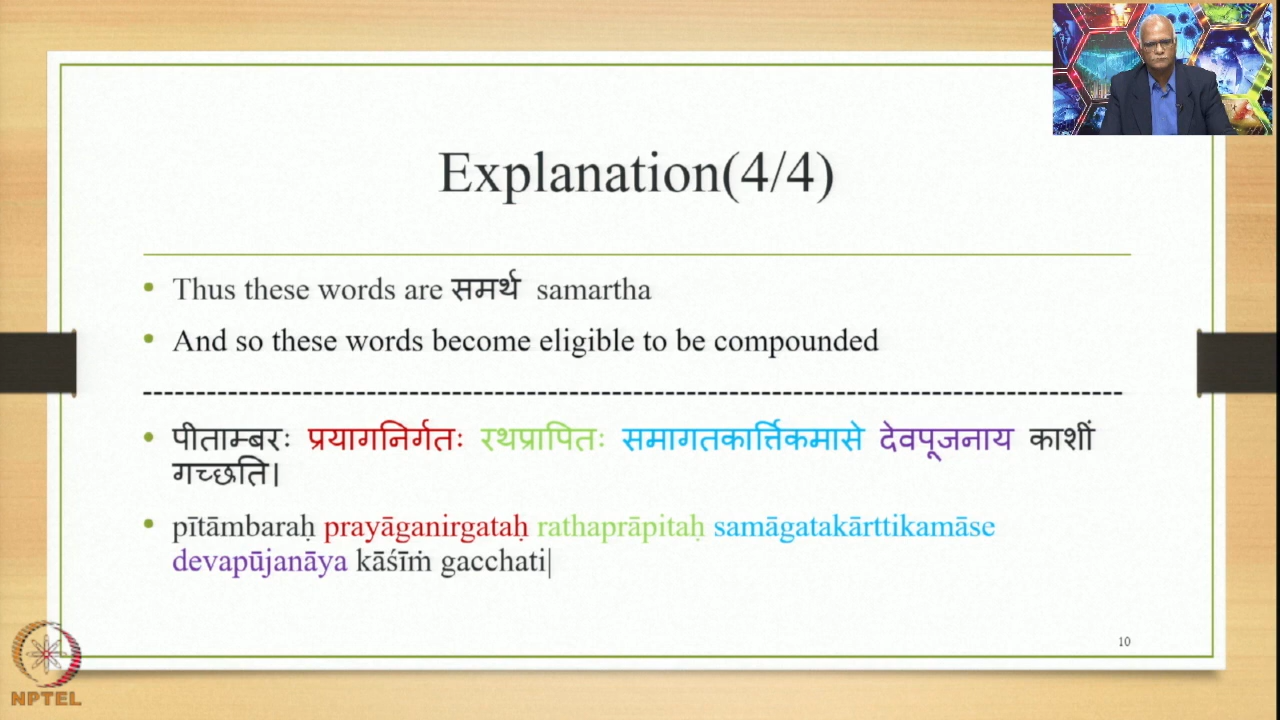 Explanation(4/4)
• Thus these words are समर्थ samartha
• And so these words become eligible to be compounded
--------------------------------------------------------------------------------
• पीताम्बरः प्रयागनिर्गतः रथप्रापितः समागतकार्त्तिकमासे देवपूजनाय काशीं
गच्छति।
• pītāmbaraḥ prayāganirgataḥ rathaprāpitaḥ samāgatakārttikamāse
devapūjanāya kāśīṁ gacchati|
10
NPTEL